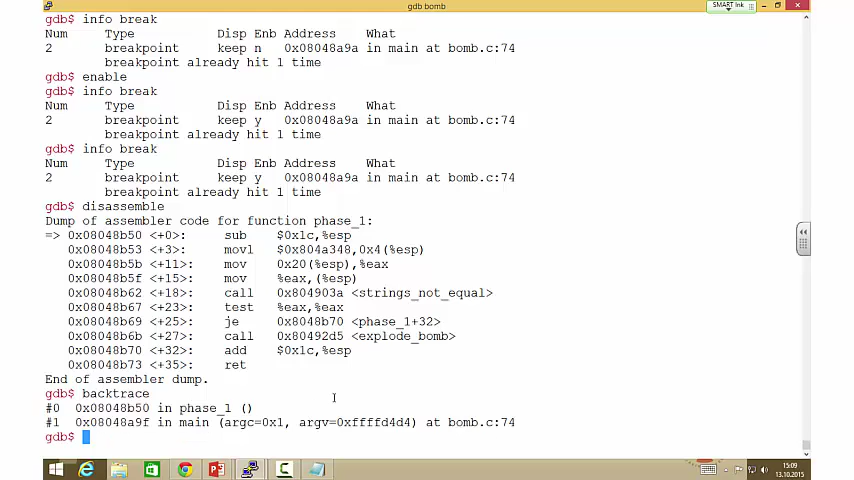 gdb bomb
SMART Ink
gdb$ info break
Num     Type           Disp Enb Address    What
2       breakpoint     keep n   0x08048a9a in main at bomb.c:74
        breakpoint already hit 1 time
gdb$ enable
gdb$ info break
Num     Type           Disp Enb Address    What
2       breakpoint     keep y   0x08048a9a in main at bomb.c:74
        breakpoint already hit 1 time
gdb$ info break
Num     Type           Disp Enb Address    What
2       breakpoint     keep y   0x08048a9a in main at bomb.c:74
        breakpoint already hit 1 time
gdb$ disassemble
Dump of assembler code for function phase_1:
=> 0x08048b50 <+0>:     sub    $0x1c,%esp
   0x08048b53 <+3>:     movl   $0x804a348,0x4(%esp)
   0x08048b5b <+11>:    mov    0x20(%esp),%eax
   0x08048b5f <+15>:    mov    %eax,(%esp)
   0x08048b62 <+18>:    call   0x804903a <strings_not_equal>
   0x08048b67 <+23>:    test   %eax,%eax
   0x08048b69 <+25>:    je     0x8048b70 <phase_1+32>
   0x08048b6b <+27>:    call   0x80492d5 <explode_bomb>
   0x08048b70 <+32>:    add    $0x1c,%esp
   0x08048b73 <+35>:    ret
End of assembler dump.
gdb$ backtrace
#0  0x08048b50 in phase_1 ()
#1  0x08048a9f in main (argc=0x1, argv=0xffffd4d4) at bomb.c:74
gdb$
15:09
13.10.2015